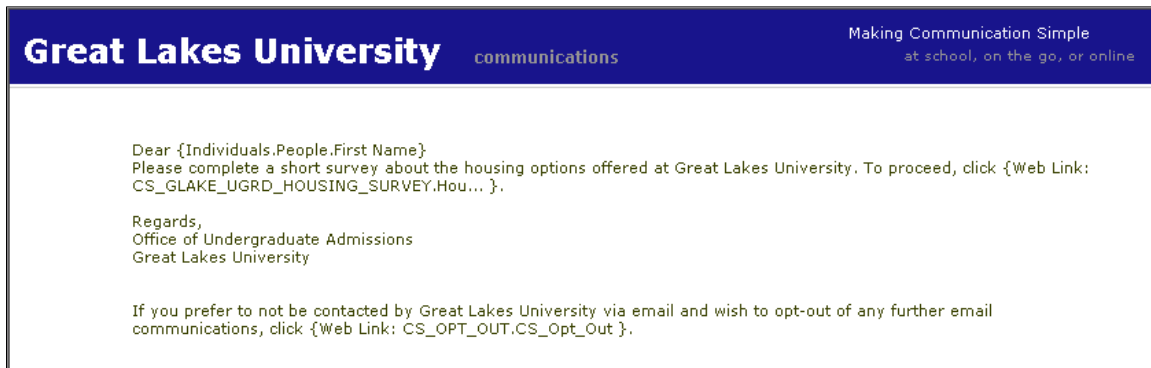 Great Lakes University communications
Making Communication Simple
at school, on the go, or online
Dear {Individuals.People.First Name}
Please complete a short survey about the housing options offered at Great Lakes University. To proceed, click {Web Link:
CS_GLAKE_UGRD_HOUSING_SURVEY.Hou... }.
Regards,
Office of Undergraduate Admissions
Great Lakes University
If you prefer to not be contacted by Great Lakes University via email and wish to opt-out of any further email
communications, click {Web Link: CS_OPT_OUT.CS_Opt_Out }.